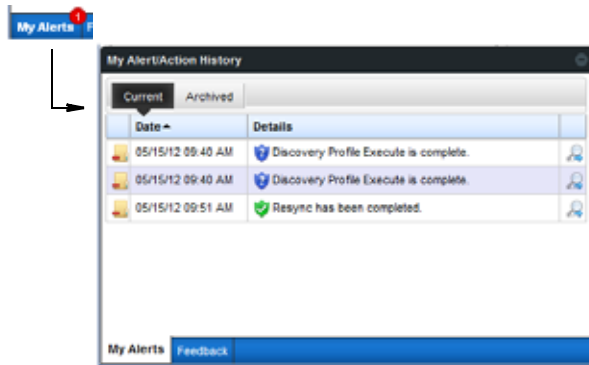 My Alerts 1 F
My Alert/Action History
Current Archived
Date Details
05/15/12 09:40 AM Discovery Profile Execute is complete.
05/15/12 09:40 AM Discovery Profile Execute is complete.
05/15/12 09:51 AM Resync has been completed.
My Alerts Feedback